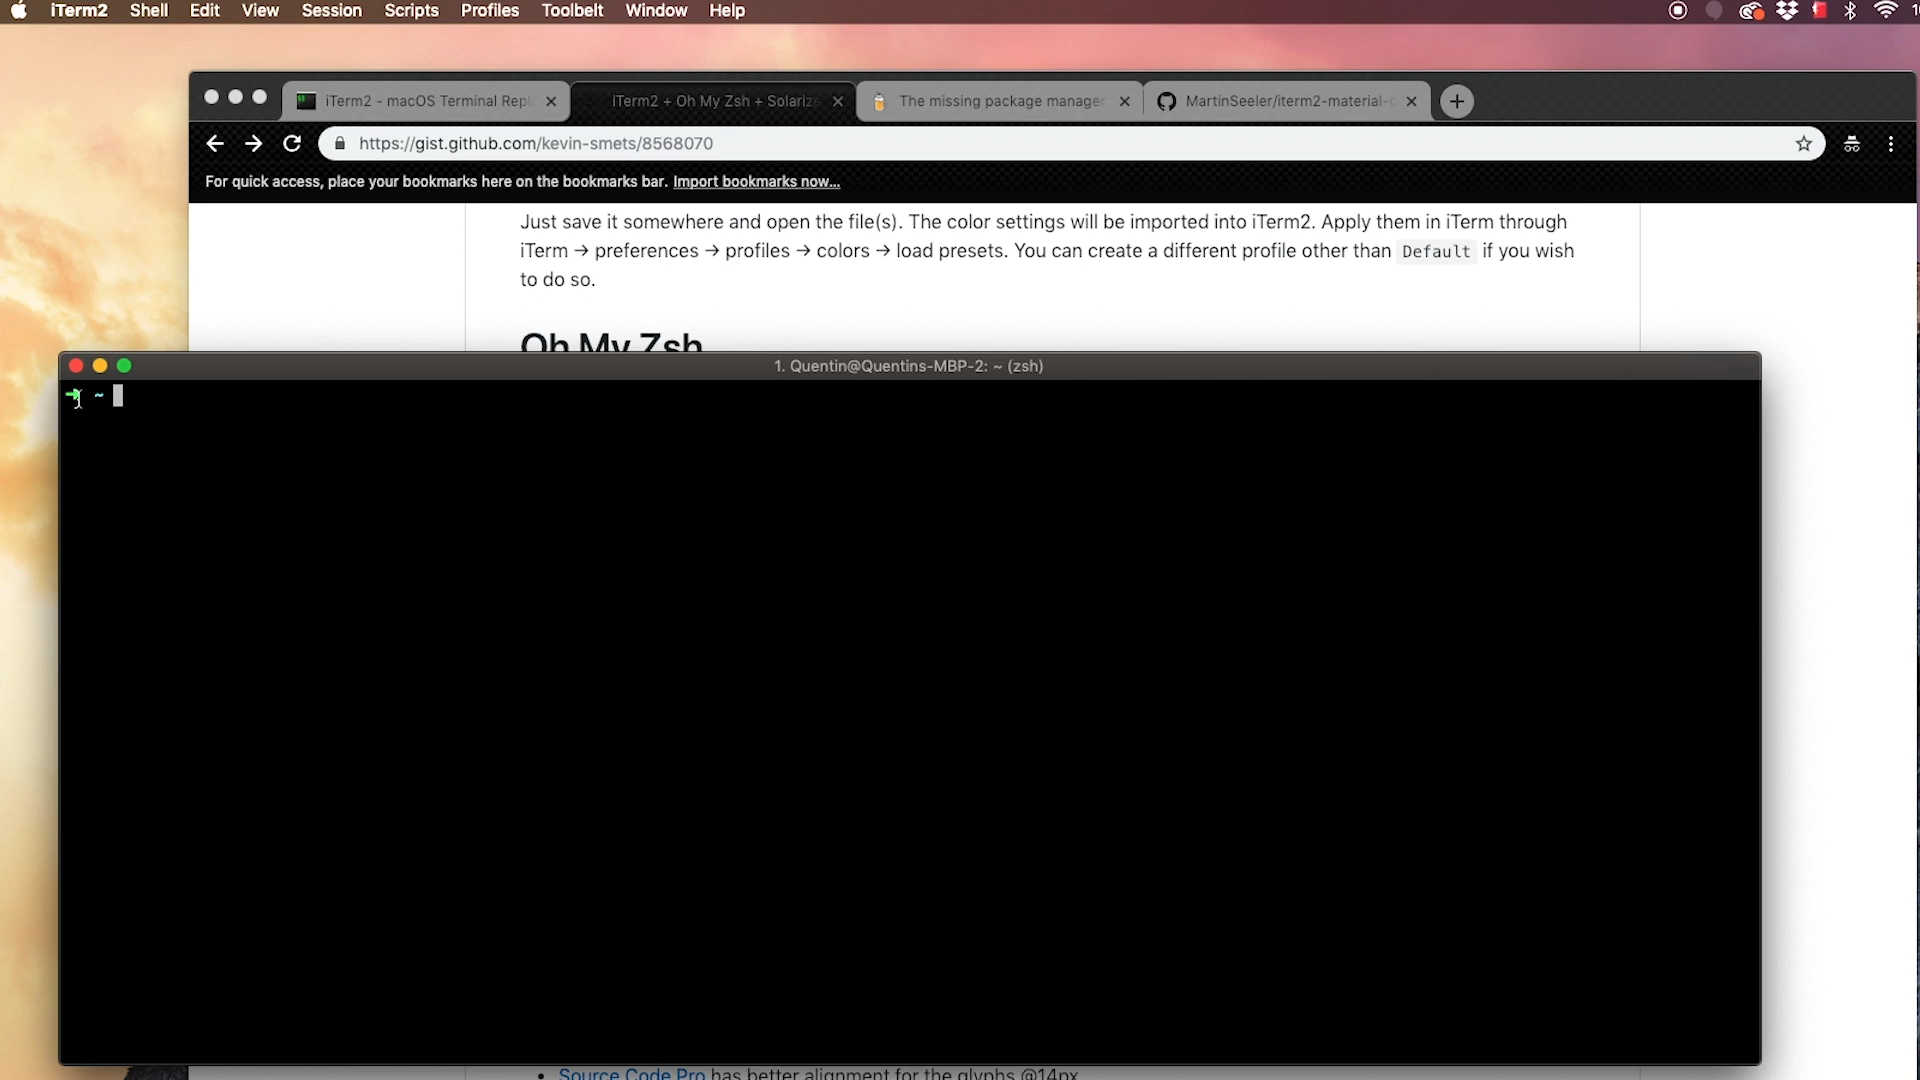 iTerm2 Shell Edit View Session Scripts Profiles Toolbelt Window Help
iTerm2 - macOS Terminal Repl
iTerm2 + Oh My Zsh + Solarize
The missing package manager
MartinSeeler/iterm2-material-c
https://gist.github.com/kevin-smets/8568070
For quick access, place your bookmarks here on the bookmarks bar. Import bookmarks now...
Just save it somewhere and open the file(s). The color settings will be imported into iTerm2. Apply them in iTerm through
iTerm → preferences → profiles → colors → load presets. You can create a different profile other than Default if you wish
to do so.
Oh My Zsh
1. Quentin@Quentins-MBP-2: ~ (zsh)
➜ ~
• Source Code Pro has better alignment for the glyphs @14px